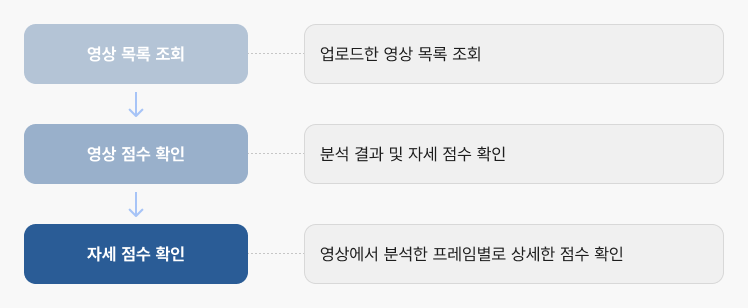 영상 목록 조회
업로드한 영상 목록 조회
영상 점수 확인
분석 결과 및 자세 점수 확인
자세 점수 확인
영상에서 분석한 프레임별로 상세한 점수 확인